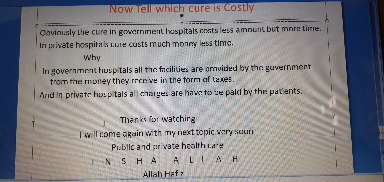 Now Tell which cure is Costly
Obviously the cure in government hospitals costs less amount but more time.
In private hospitals cure costs much money less time.
Why
In government hospitals all the facilities are provided by the government
from the money they receive in the form of taxes.
And in private hospitals all charges are have to be paid by the patients.
Thanks for watching
I will come again with my next topic very soon
Public and private health care
I N S H A A L L A H
Allah Hafiz